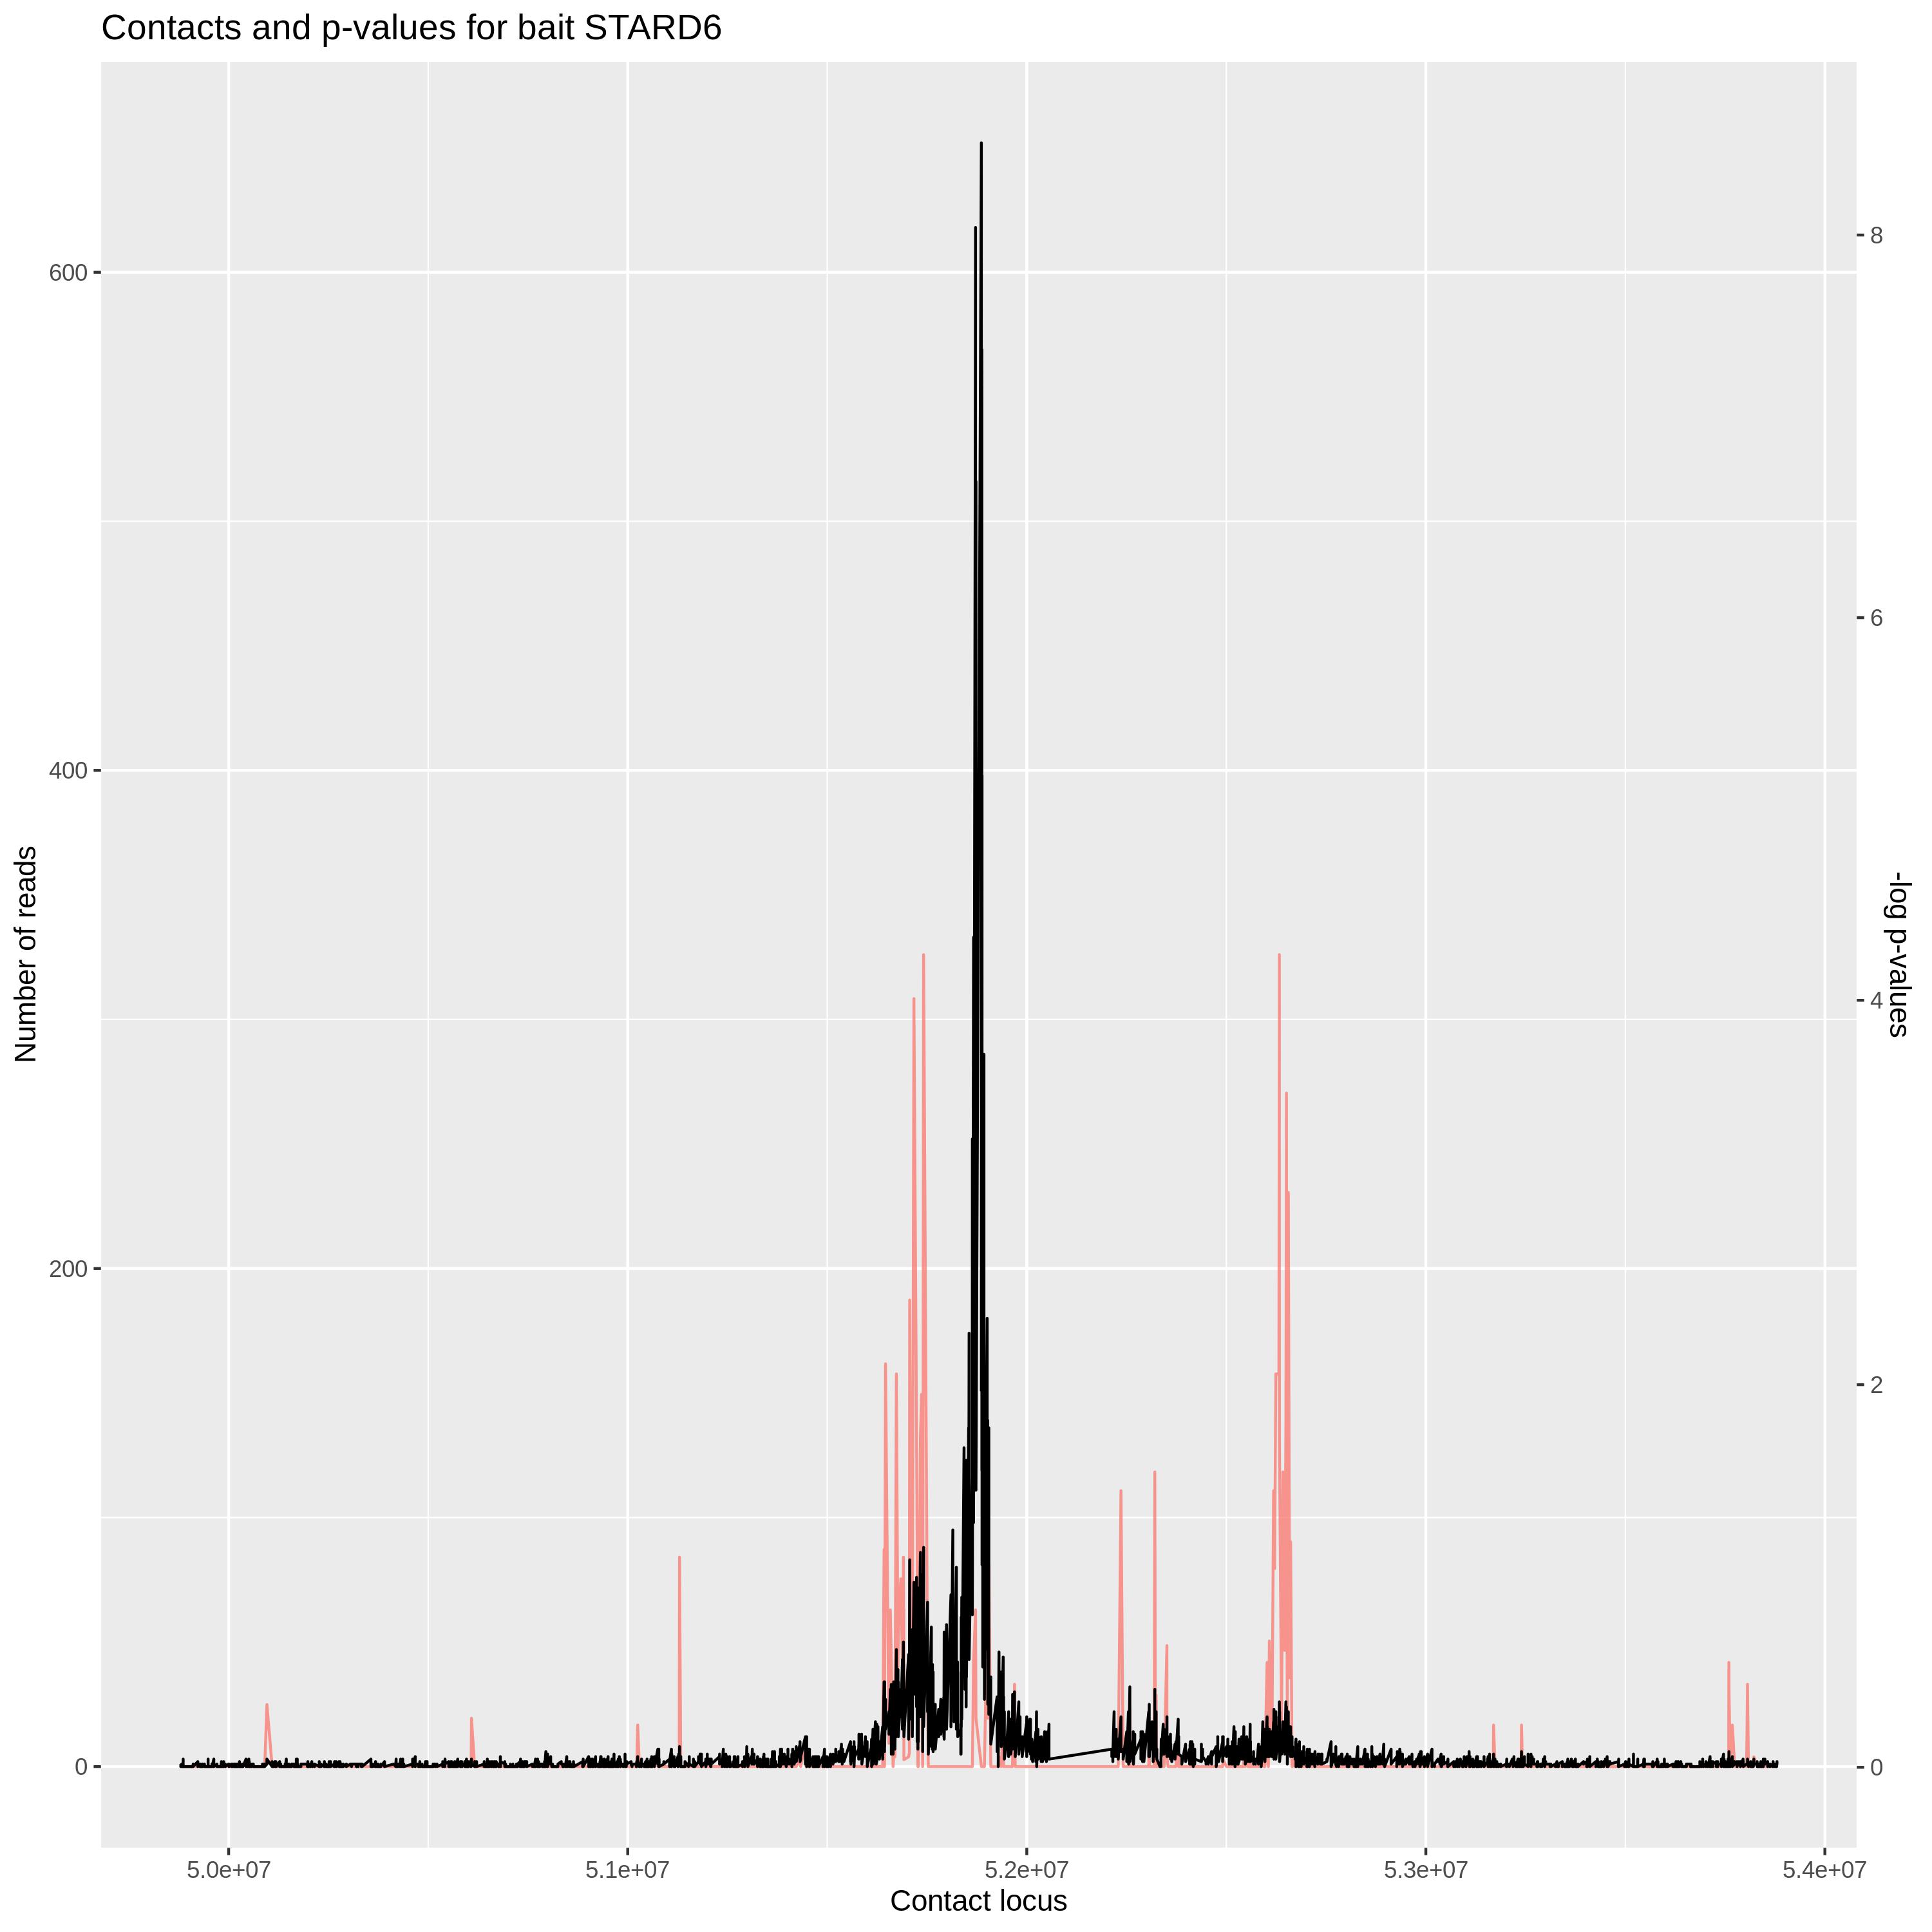 Contacts and p-values for bait STARD6
Number of reads
600
400
200
0
8
6
4
2
0
-log p-values
5.0e+07
5.1e+07
5.2e+07
5.3e+07
5.4e+07
Contact locus